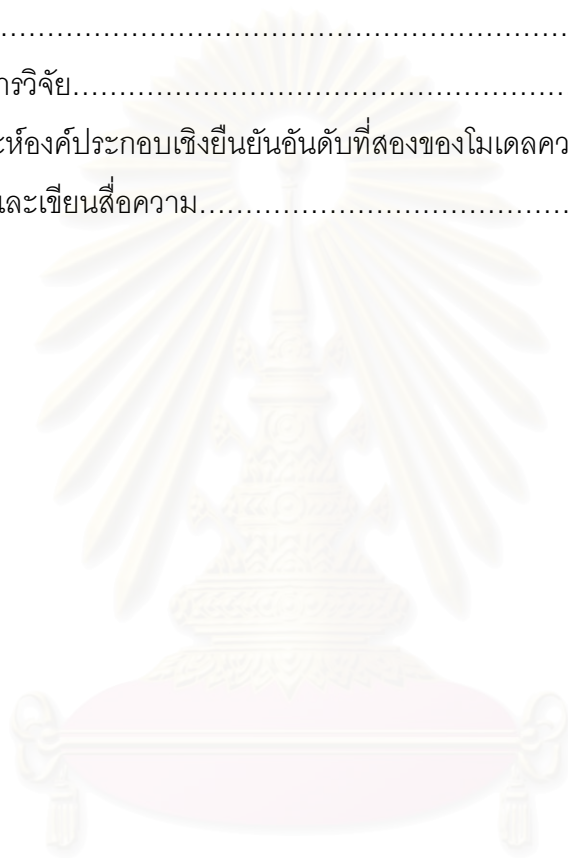 ……………………………………………………
ารวิจัย……………………………………………
ะห์องค์ประกอบเชิงยืนยันอันดับที่สองของโมเดลคว
และเขียนสื่อความ…………………………………